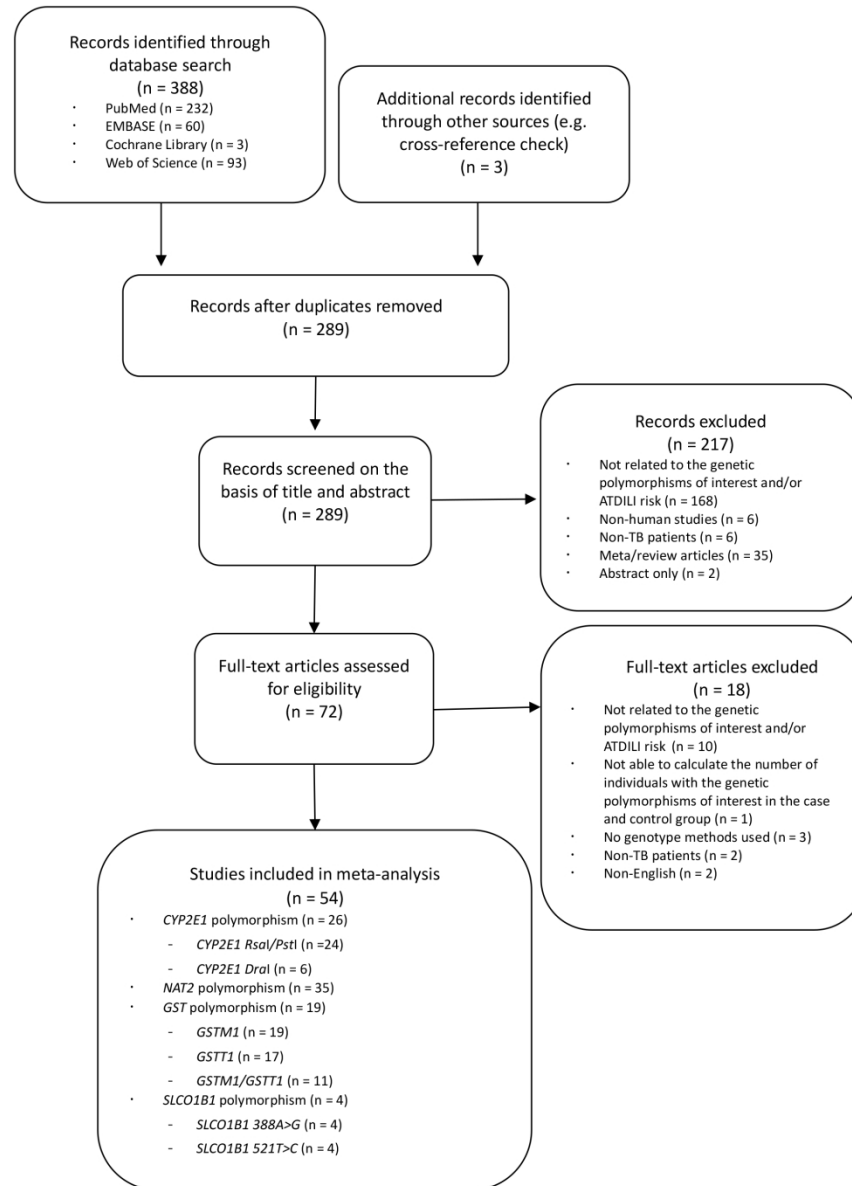 Records identified through
database search
(n = 388)
· PubMed (n = 232)
· EMBASE (n = 60)
· Cochrane Library (n = 3)
· Web of Science (n = 93)
Additional records identified
through other sources (e.g.
cross-reference check)
(n = 3)
Records after duplicates removed
(n = 289)
Records screened on the
basis of title and abstract
(n = 289)
Records excluded
(n = 217)
· Not related to the genetic
polymorphisms of interest and/or
ATDILI risk (n = 168)
· Non-human studies (n = 6)
· Non-TB patients (n = 6)
· Meta/review articles (n = 35)
· Abstract only (n = 2)
Full-text articles assessed
for eligibility
(n = 72)
Full-text articles excluded
(n = 18)
· Not related to the genetic
polymorphisms of interest and/or
ATDILI risk (n = 10)
· Not able to calculate the number of
individuals with the genetic
polymorphisms of interest in the case
and control group (n = 1)
· No genotype methods used (n = 3)
· Non-TB patients (n = 2)
· Non-English (n = 2)
Studies included in meta-analysis
(n = 54)
· CYP2E1 polymorphism (n = 26)
- CYP2E1 RsaI/PstI (n =24)
- CYP2E1 DraI (n = 6)
· NAT2 polymorphism (n = 35)
· GST polymorphism (n = 19)
- GSTM1 (n = 19)
- GSTT1 (n = 17)
- GSTM1/GSTT1 (n = 11)
· SLCO1B1 polymorphism (n = 4)
- SLCO1B1 388A>G (n = 4)
- SLCO1B1 521T>C (n = 4)